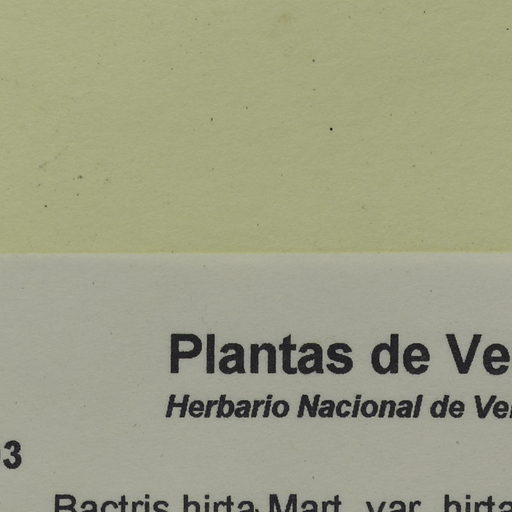 Plantas de Ve
Herbario Nacional de Ve
3
Bactris hirta Mart. var. hirta